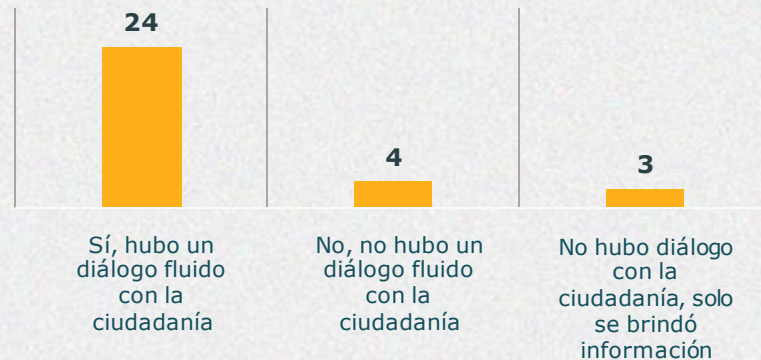 24
4
3
Sí, hubo un
diálogo fluido
con la
ciudadanía
No, no hubo un
diálogo fluido
con la
ciudadanía
No hubo diálogo
con la
ciudadanía, solo
se brindó
información